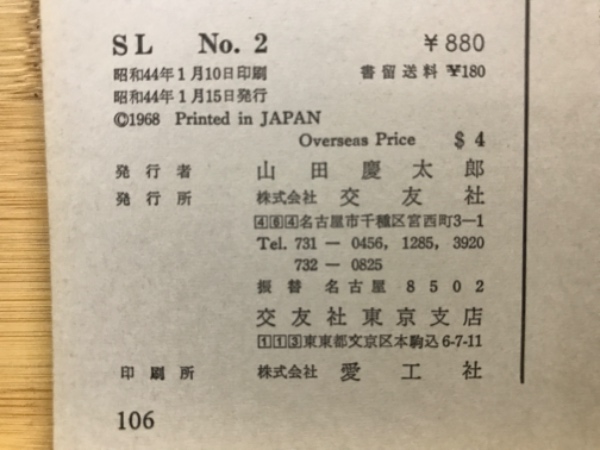 SL No. 2 ¥880
昭和44年1月10日印刷 書留送料 ¥180
昭和44年1月15日発行
©1968 Printed in JAPAN
Overseas Price $4
発行者 山田慶太郎
発行所 株式会社 交友社
464名古屋市千種区宮西町3—1
Tel. 731 — 0456, 1285, 3920
732 — 0825
振替 名古屋 8502
交友社東京支店
113東東都文京区本駒込6-7-11
印刷所 株式会社 愛工社
106